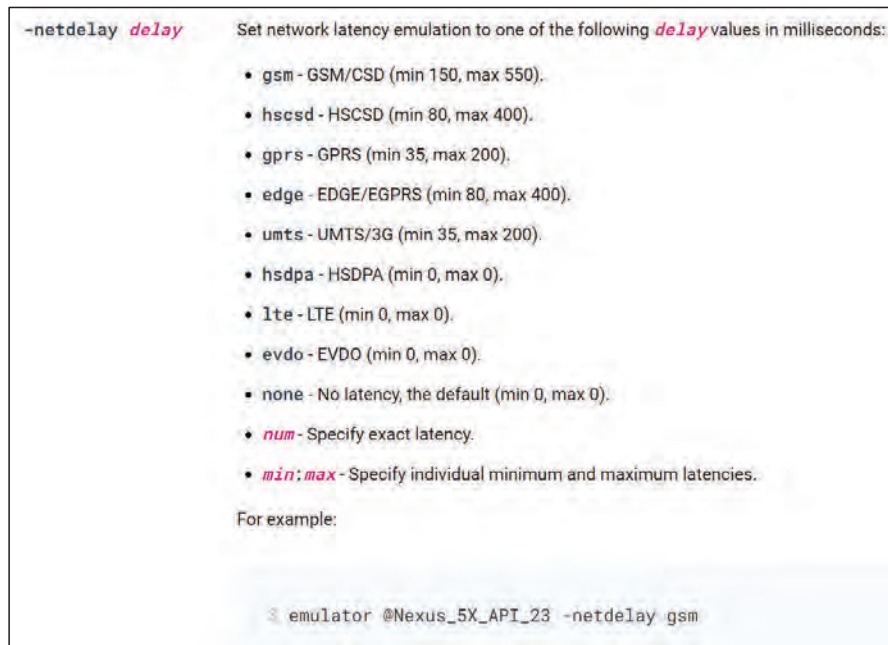 -netdelay delay Set network latency emulation to one of the following delay values in milliseconds:
• gsm - GSM/CSD (min 150, max 550).
• hscsd - HSCSD (min 80, max 400).
• gprs - GPRS (min 35, max 200).
• edge - EDGE/EGPRS (min 80, max 400).
• umts - UMTS/3G (min 35, max 200).
• hsdpa - HSDPA (min 0, max 0).
• lte - LTE (min 0, max 0).
• evdo - EVDO (min 0, max 0).
• none - No latency, the default (min 0, max 0).
• num - Specify exact latency.
• min:max - Specify individual minimum and maximum latencies.
For example:
$ emulator @Nexus_5X_API_23 -netdelay gsm